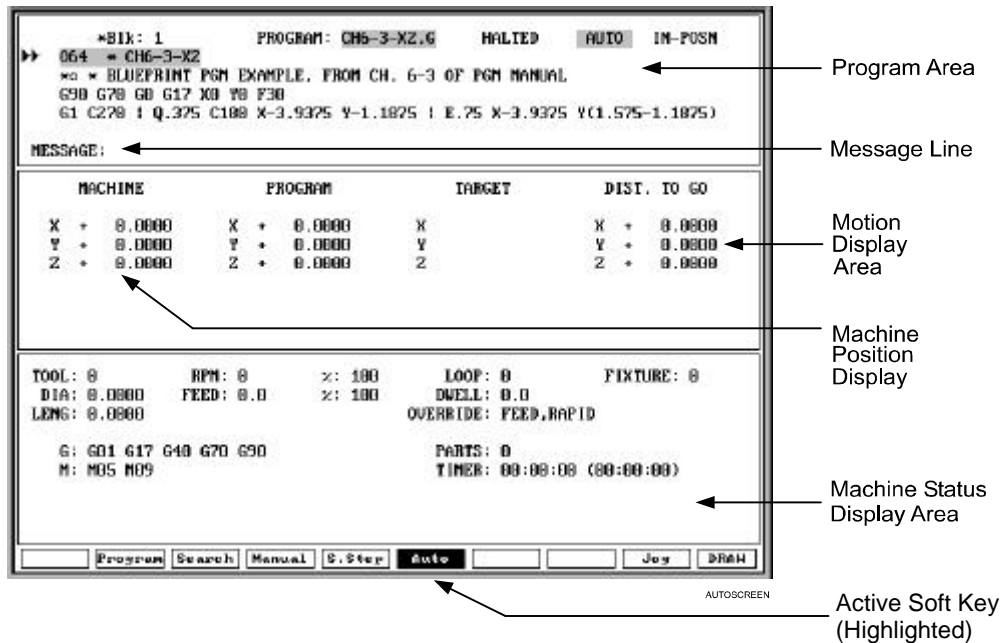 *Blk: 1 PROGRAM: CH6-3-X2.G HALTED AUTO IN-POSN
O64 * CH6-3-X2
*o * BLUEPRINT PGM EXAMPLE, FROM CH. 6-3 OF PGM MANUAL
G90 G70 G0 G17 X0 Y0 F30
G1 C270 ! Q.375 C180 X-3.9375 Y-1.1875 ! E.75 X-3.9375 Y(1.575-1.1875)
Program Area
MESSAGE:
Message Line
MACHINE PROGRAM TARGET DIST. TO GO
X + 0.0000 X + 0.0000 X X + 0.0000
Y + 0.0000 Y + 0.0000 Y Y + 0.0000
Z + 0.0000 Z + 0.0000 Z Z + 0.0000
Motion
Display
Area
Machine
Position
Display
TOOL: 0 RPM: 0 %: 100 LOOP: 0 FIXTURE: 0
DIA: 0.0000 FEED: 0.0 %: 100 DWELL: 0.0
LENG: 0.0000 OVERRIDE: FEED,RAPID
G: G01 G17 G40 G70 G90 PARTS: 0
M: M05 M09 TIMER: 00:00:00 (00:00:00)
Machine Status
Display Area
Program Search Manual S.Step Auto Jog DRAW
AUTOSCREEN
Active Soft Key
(Highlighted)